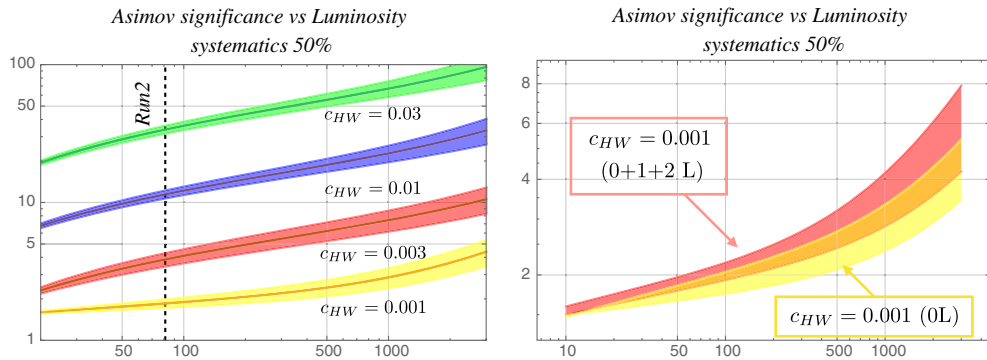 Asimov significance vs Luminosity
systematics 50%
100
50
10
5
1
Run2
c_{HW} = 0.03
c_{HW} = 0.01
c_{HW} = 0.003
c_{HW} = 0.001
50 100 500 1000
Asimov significance vs Luminosity
systematics 50%
8
6
4
2
c_{HW} = 0.001
(0+1+2 L)
c_{HW} = 0.001 (0L)
10 50 100 500 1000